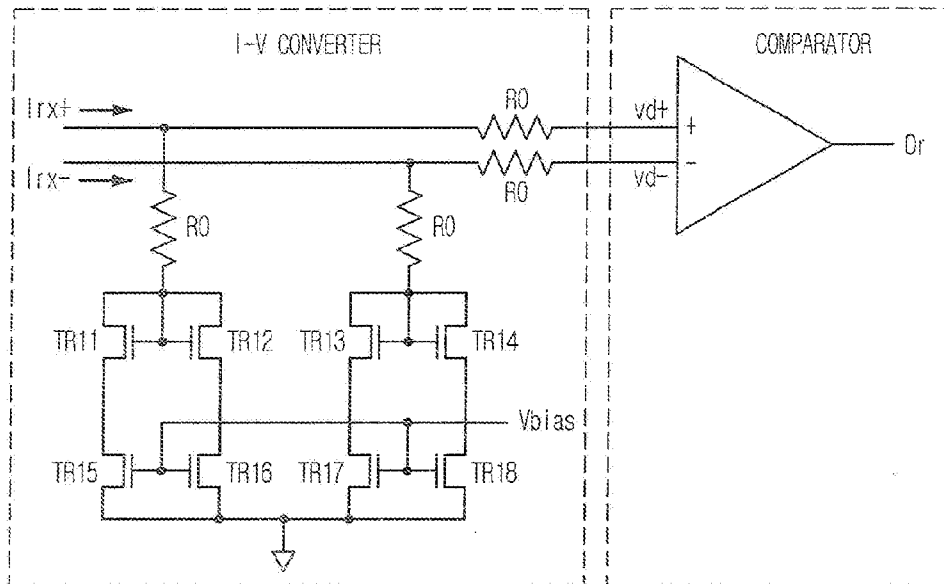 I-V CONVERTER
COMPARATOR
Irx+
R0
vd+
+
Irx-
R0
vd-
-
Or
R0
R0
TR11
TR12
TR13
TR14
Vbias
TR15
TR16
TR17
TR18